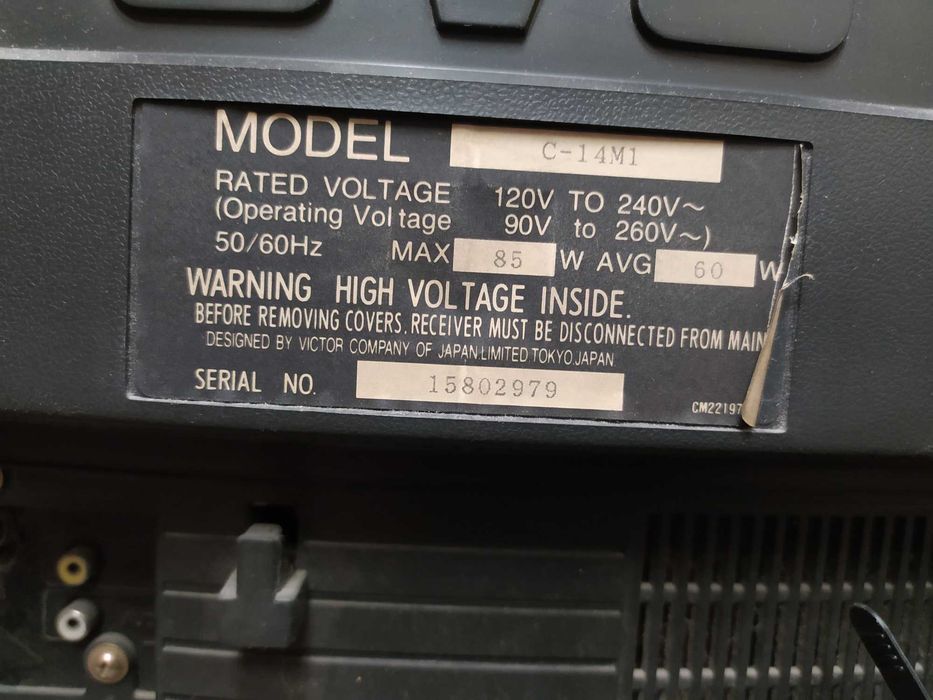 MODEL C-14M1
RATED VOLTAGE 120V TO 240V~
(Operating Voltage 90V to 260V~)
50/60Hz MAX 85 W AVG 60 W
WARNING HIGH VOLTAGE INSIDE.
BEFORE REMOVING COVERS. RECEIVER MUST BE DISCONNECTED FROM MAIN
DESIGNED BY VICTOR COMPANY OF JAPAN LIMITED. TOKYO. JAPAN
SERIAL NO. 15802979
CM22197